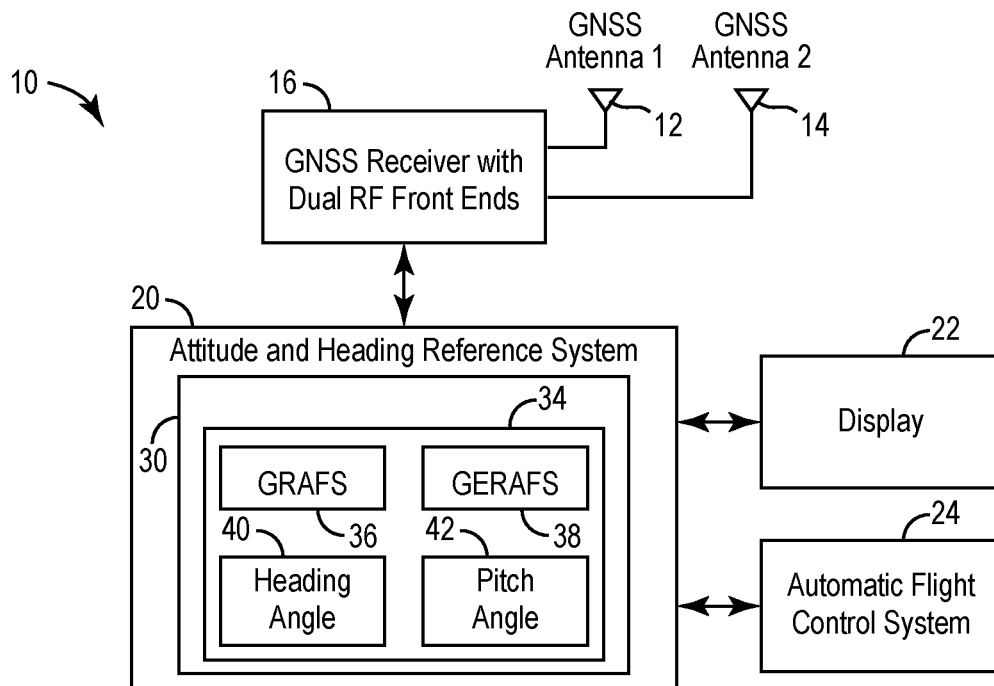 GNSS
Antenna 1
GNSS
Antenna 2
10
16
12
14
GNSS Receiver with
Dual RF Front Ends
20
Attitude and Heading Reference System
22
Display
34
30
GRAFS
GERAFS
40
36
42
38
24
Heading
Angle
Pitch
Angle
Automatic Flight
Control System